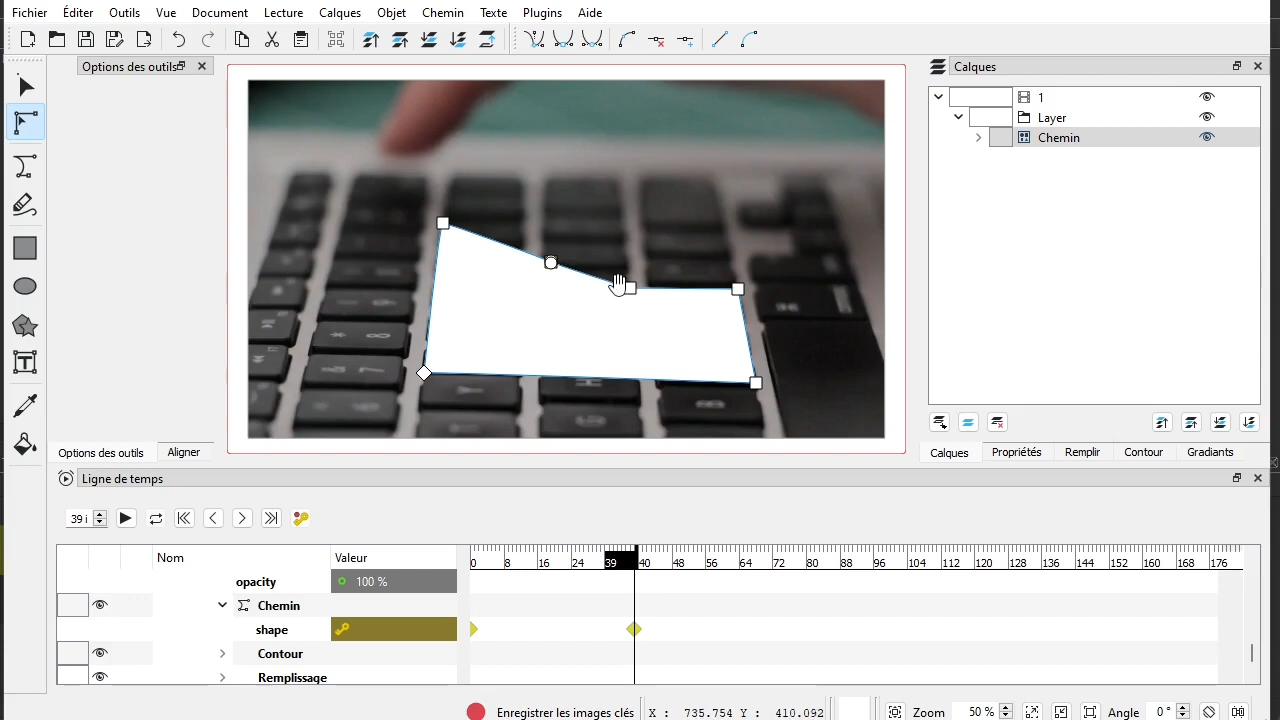 Fichier Éditer Outils Vue Document Lecture Calques Objet Chemin Texte Plugins Aide
Options des outils
Calques
1
Layer
Chemin
Options des outils Aligner
Calques Propriétés Remplir Contour Gradiants
Ligne de temps
39 i
Nom Valeur
0 8 16 24 39 40 48 56 64 72 80 88 96 104 112 120 128 136 144 152 160 168 176
opacity 100 %
Chemin
shape
Contour
Remplissage
Enregistrer les images clés X : 735.754 Y : 410.092 Zoom 50 % Angle 0 °